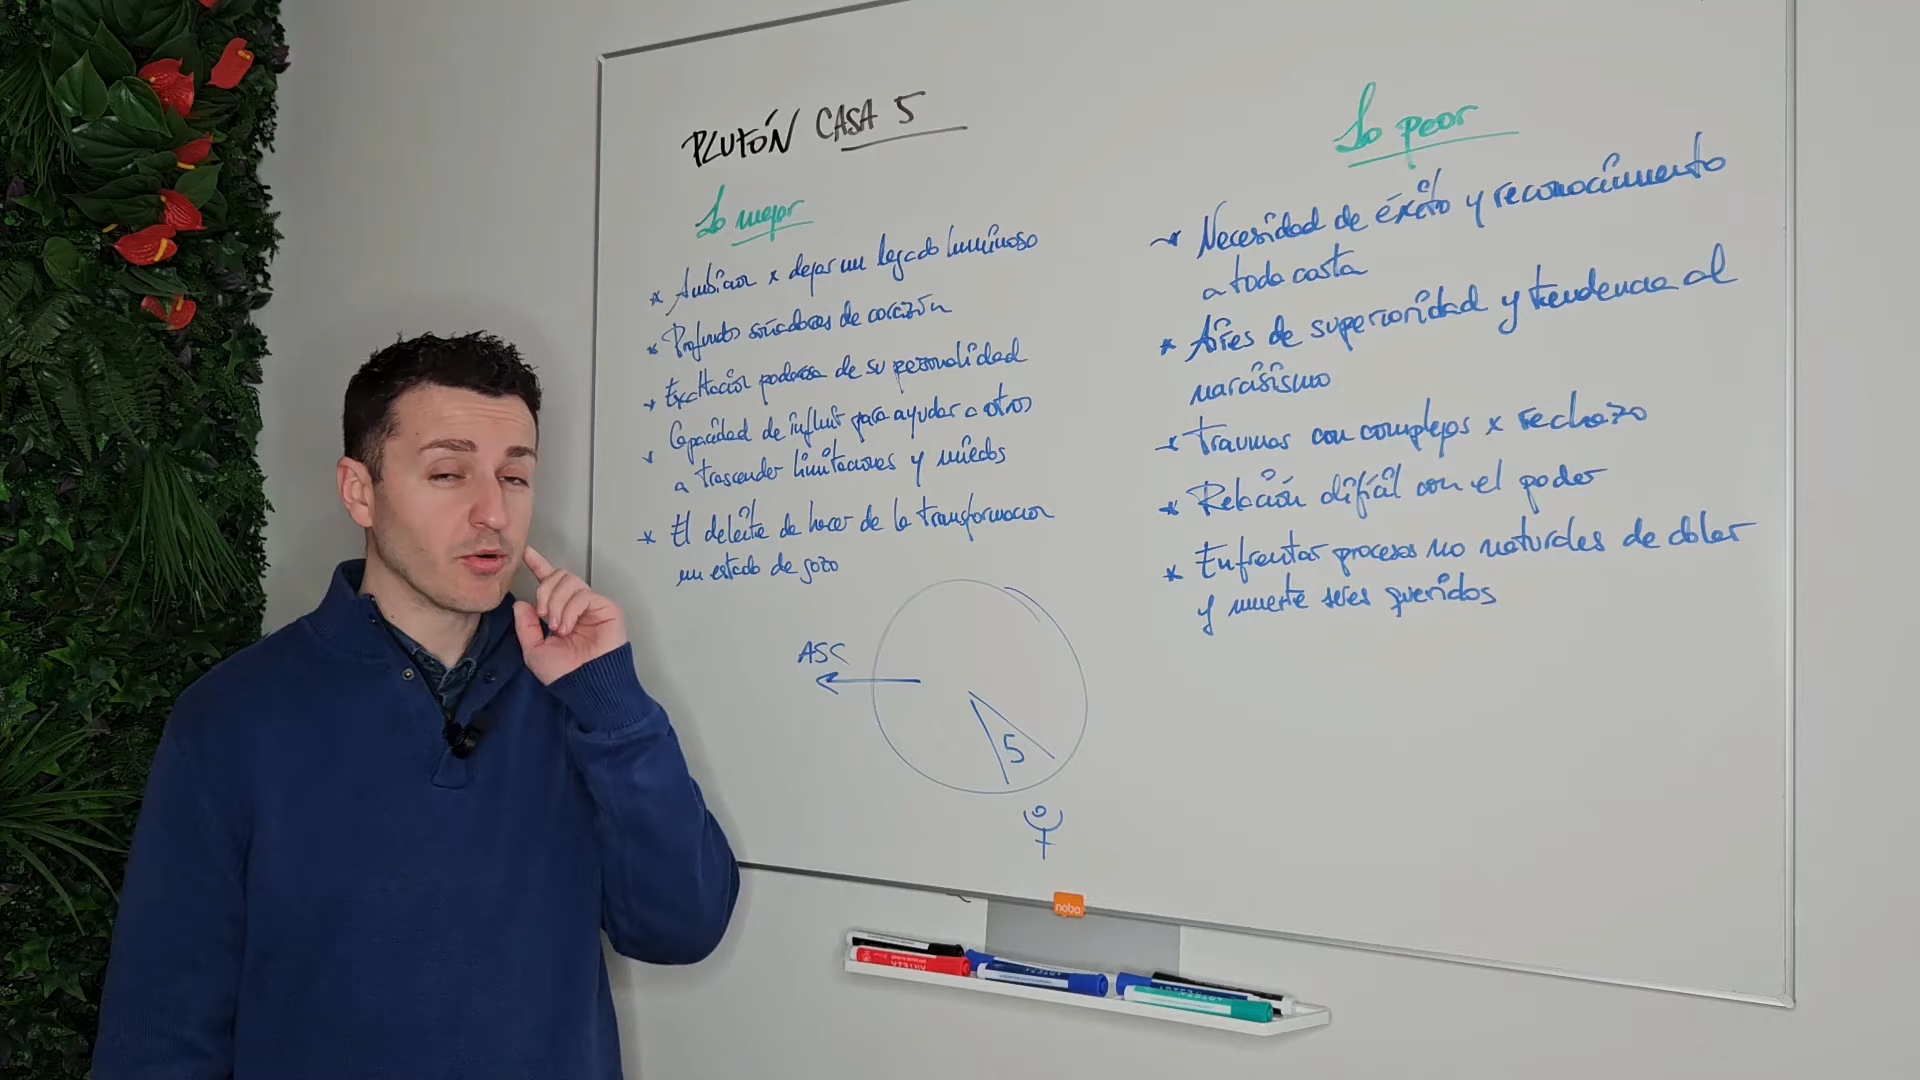 PLUTÓN CASA 5
Lo mejor
* Ambición x dejar un legado luminoso
* Profundos soñadores de corazón
* Exaltación poderosa de su personalidad
* Capacidad de influir para ayudar a otros
a trascender limitaciones y miedos
* El deleite de hacer de la transformación
un estado de gozo
ASC
5
Lo peor
* Necesidad de éxito y reconocimiento
a toda costa
* Aires de superioridad y tendencia al
narcisismo
* Traumas con complejos x rechazo
* Relación difícil con el poder
* Enfrentar procesos no naturales de dolor
y muerte seres queridos
nobo